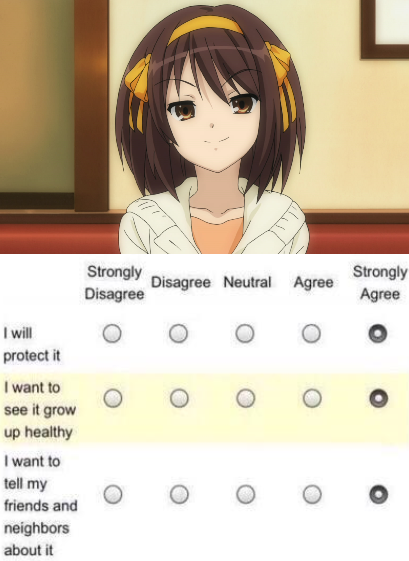 Strongly Disagree Disagree Neutral Agree Strongly Agree
I will
protect it
I want to
see it grow
up healthy
I want to
tell my
friends and
neighbors
about it